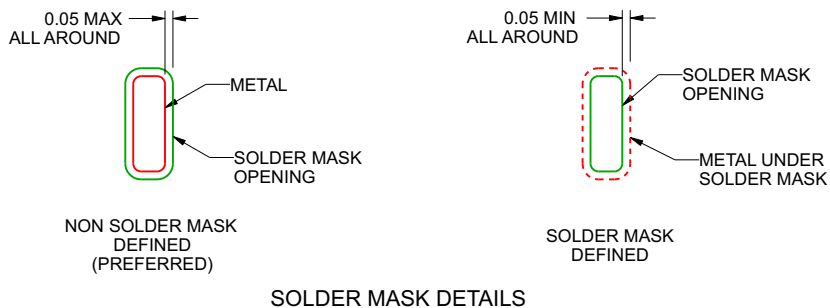 0.05 MAX
ALL AROUND
METAL
SOLDER MASK
OPENING
NON SOLDER MASK
DEFINED
(PREFERRED)
0.05 MIN
ALL AROUND
SOLDER MASK
OPENING
METAL UNDER
SOLDER MASK
SOLDER MASK
DEFINED
SOLDER MASK DETAILS